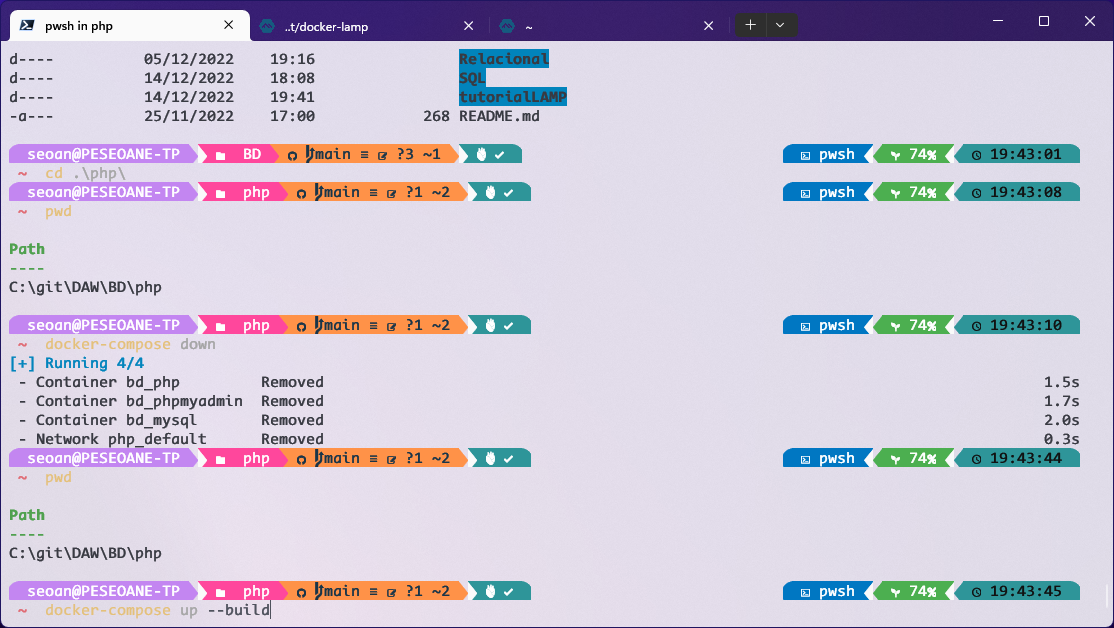 pwsh in php ..t/docker-lamp ~
d---- 05/12/2022 19:16 Relacional
d---- 14/12/2022 18:08 SQL
d---- 14/12/2022 19:41 tutorialLAMP
-a--- 25/11/2022 17:00 268 README.md
seoan@PESEOANE-TP BD main ≡ ?3 ~1 pwsh 74% 19:43:01
~ cd .\php\
seoan@PESEOANE-TP php main ≡ ?1 ~2 pwsh 74% 19:43:08
~ pwd
Path
----
C:\git\DAW\BD\php
seoan@PESEOANE-TP php main ≡ ?1 ~2 pwsh 74% 19:43:10
~ docker-compose down
[+] Running 4/4
- Container bd_php Removed 1.5s
- Container bd_phpmyadmin Removed 1.7s
- Container bd_mysql Removed 2.0s
- Network php_default Removed 0.3s
seoan@PESEOANE-TP php main ≡ ?1 ~2 pwsh 74% 19:43:44
~ pwd
Path
----
C:\git\DAW\BD\php
seoan@PESEOANE-TP php main ≡ ?1 ~2 pwsh 74% 19:43:45
~ docker-compose up --build